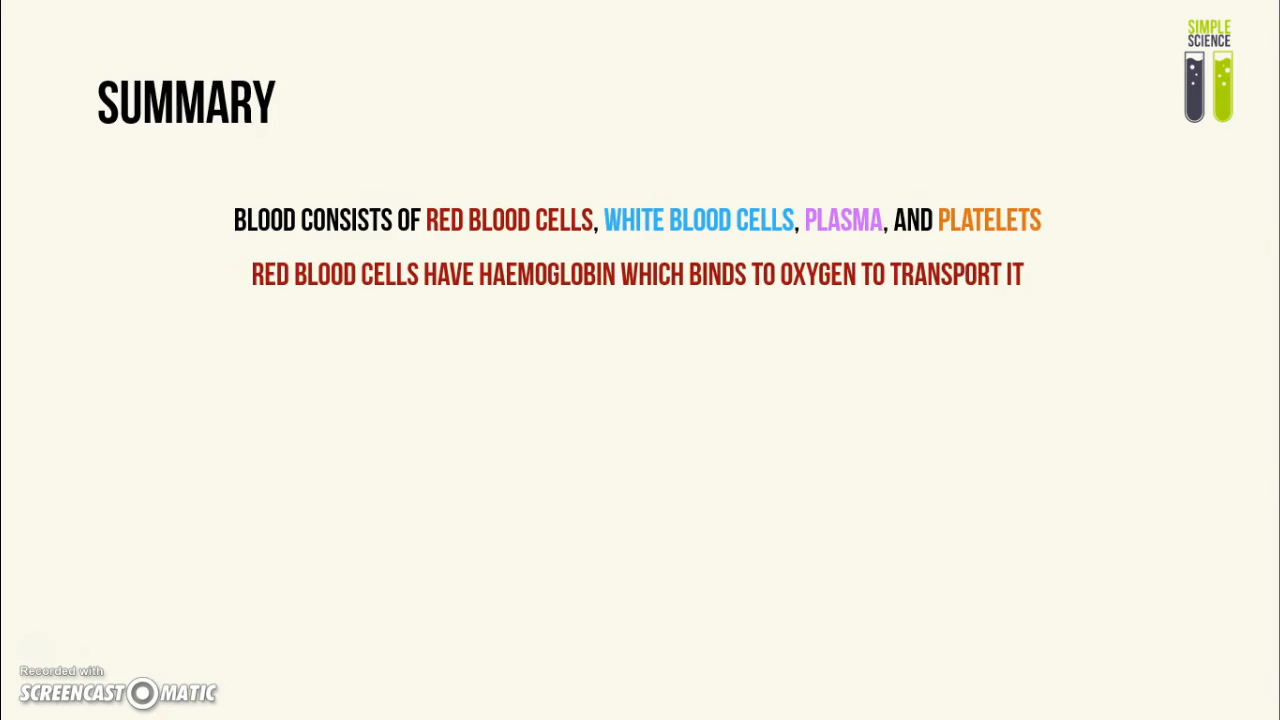 SIMPLE
SCIENCE
SUMMARY
BLOOD CONSISTS OF RED BLOOD CELLS, WHITE BLOOD CELLS, PLASMA, AND PLATELETS
RED BLOOD CELLS HAVE HAEMOGLOBIN WHICH BINDS TO OXYGEN TO TRANSPORT IT
Recorded with
SCREENCAST MATIC